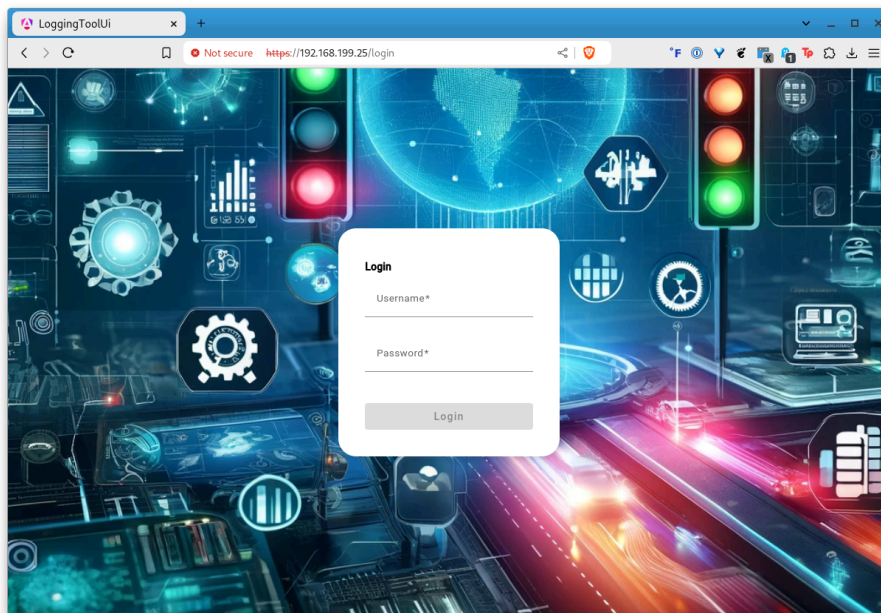 LoggingToolUi
Not secure https://192.168.199.25/login
Login
Username*
Password*
Login